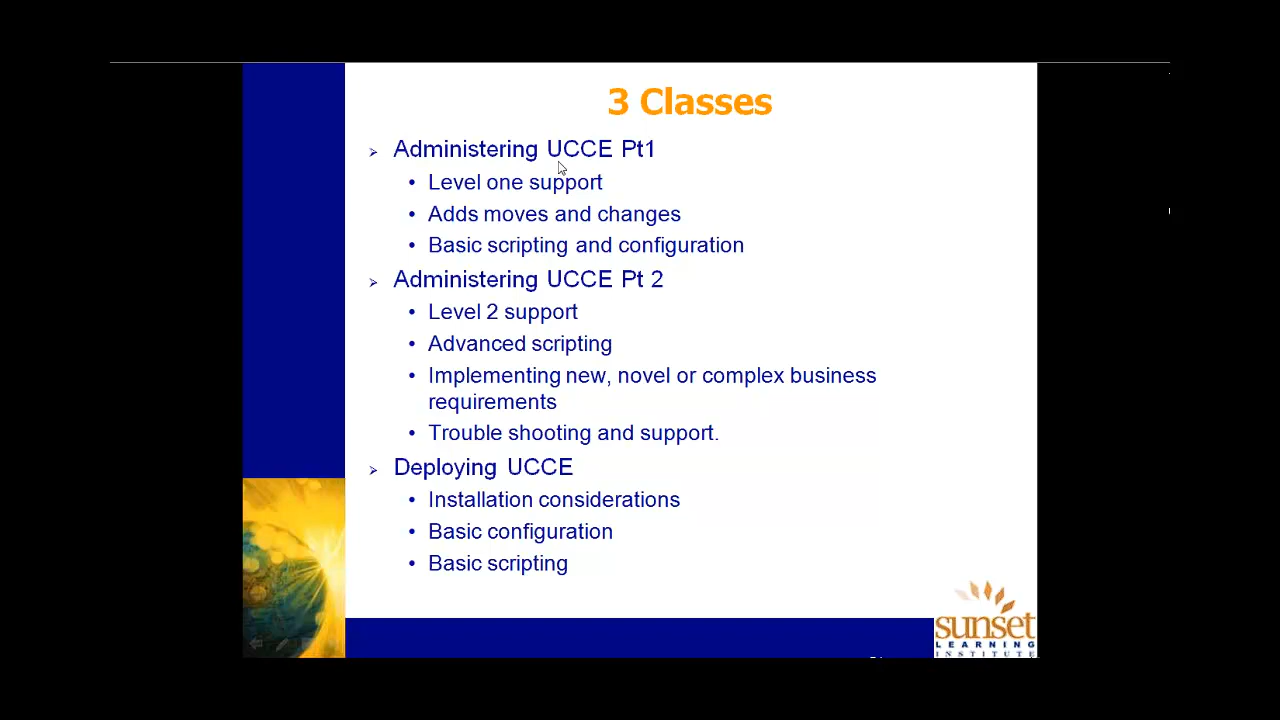 3 Classes
Administering UCCE Pt1
Level one support
Adds moves and changes
Basic scripting and configuration
Administering UCCE Pt 2
Level 2 support
Advanced scripting
Implementing new, novel or complex business
requirements
Trouble shooting and support.
Deploying UCCE
Installation considerations
Basic configuration
Basic scripting
sunset
LEARNING
INSTITUTE